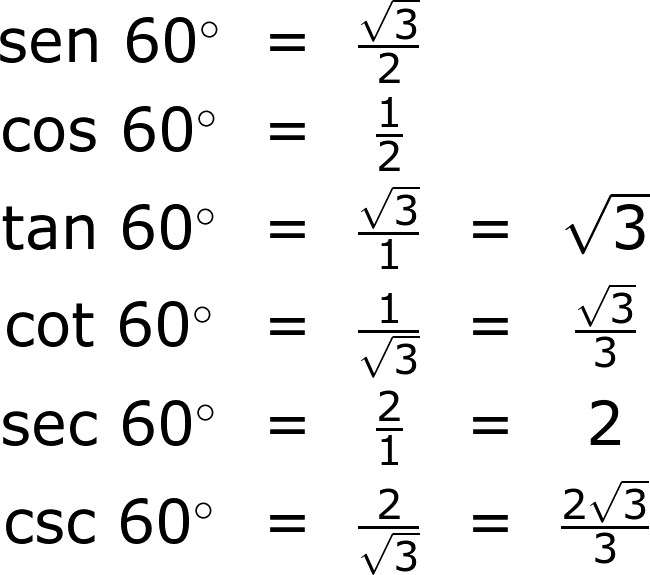 sen 60° = √3/2
cos 60° = 1/2
tan 60° = √3/1 = √3
cot 60° = 1/√3 = √3/3
sec 60° = 2/1 = 2
csc 60° = 2/√3 = 2√3/3